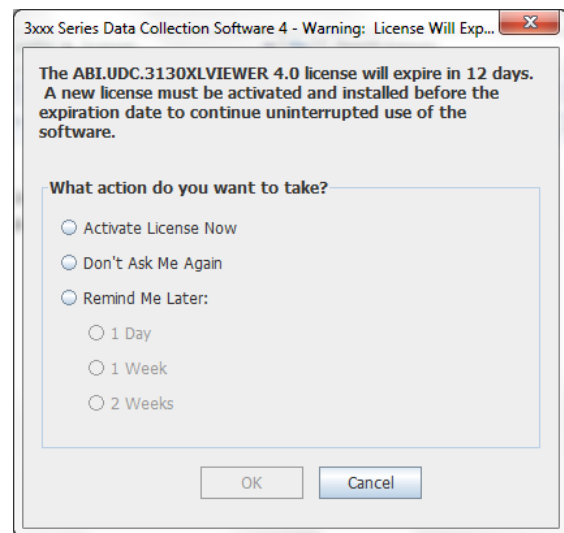 3xxx Series Data Collection Software 4 - Warning: License Will Exp...
The ABI.UDC.3130XLVIEWER 4.0 license will expire in 12 days.
A new license must be activated and installed before the
expiration date to continue uninterrupted use of the
software.
What action do you want to take?
Activate License Now
Don't Ask Me Again
Remind Me Later:
1 Day
1 Week
2 Weeks
OK Cancel